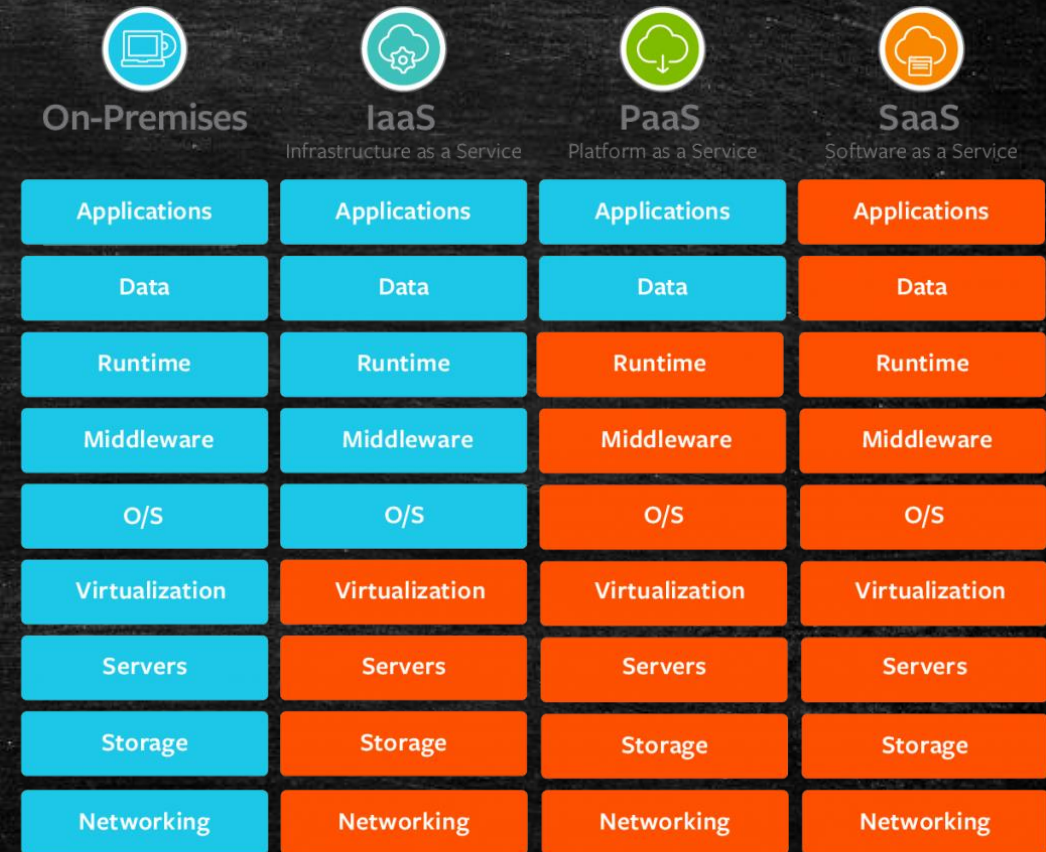 On-Premises
IaaS
Infrastructure as a Service
PaaS
Platform as a Service
SaaS
Software as a Service
Applications Applications Applications Applications
Data Data Data Data
Runtime Runtime Runtime Runtime
Middleware Middleware Middleware Middleware
O/S O/S O/S O/S
Virtualization Virtualization Virtualization Virtualization
Servers Servers Servers Servers
Storage Storage Storage Storage
Networking Networking Networking Networking